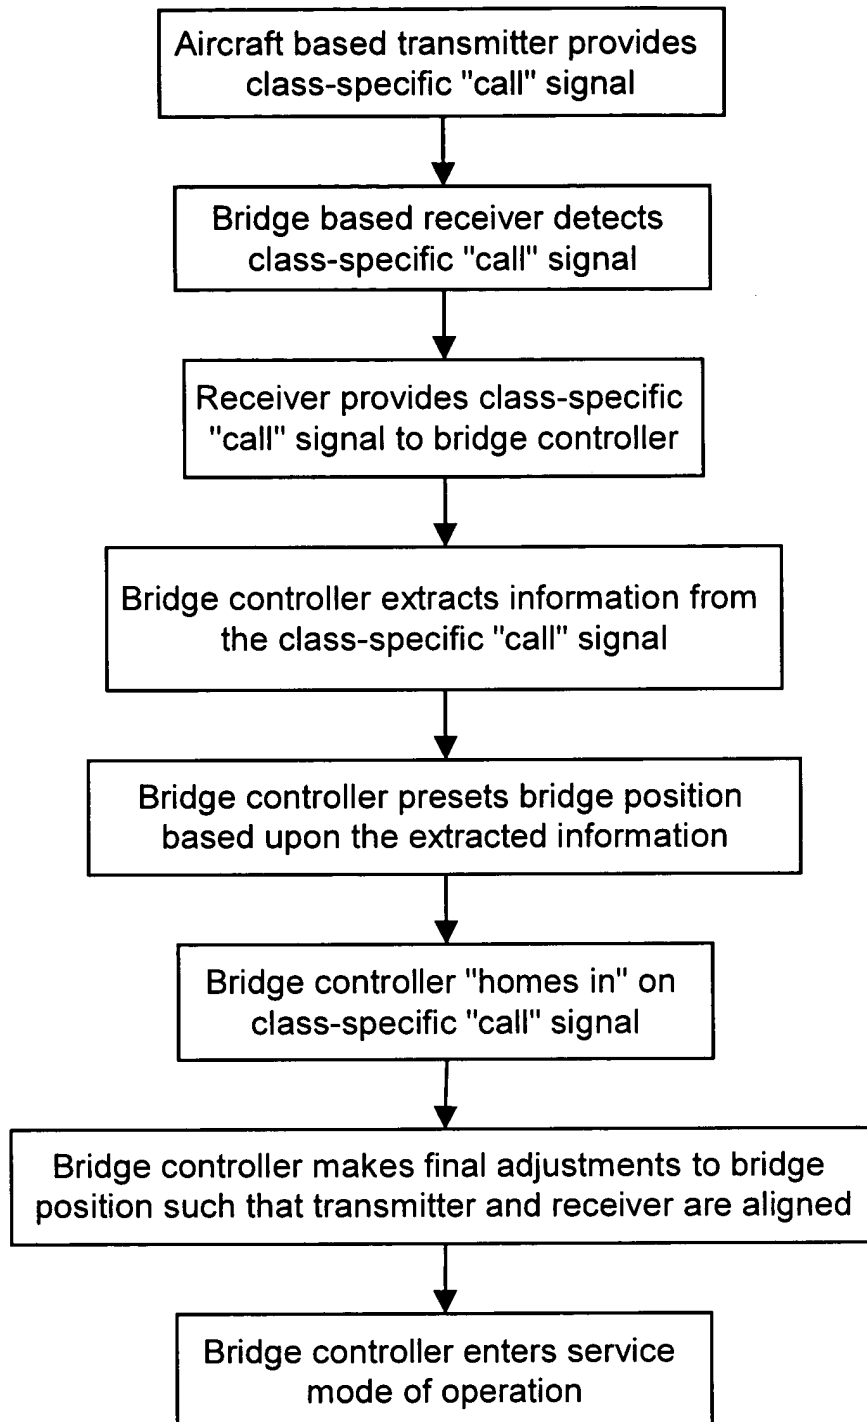 Aircraft based transmitter provides
class-specific "call" signal
Bridge based receiver detects
class-specific "call" signal
Receiver provides class-specific
"call" signal to bridge controller
Bridge controller extracts information from
the class-specific "call" signal
Bridge controller presets bridge position
based upon the extracted information
Bridge controller "homes in" on
class-specific "call" signal
Bridge controller makes final adjustments to bridge
position such that transmitter and receiver are aligned
Bridge controller enters service
mode of operation